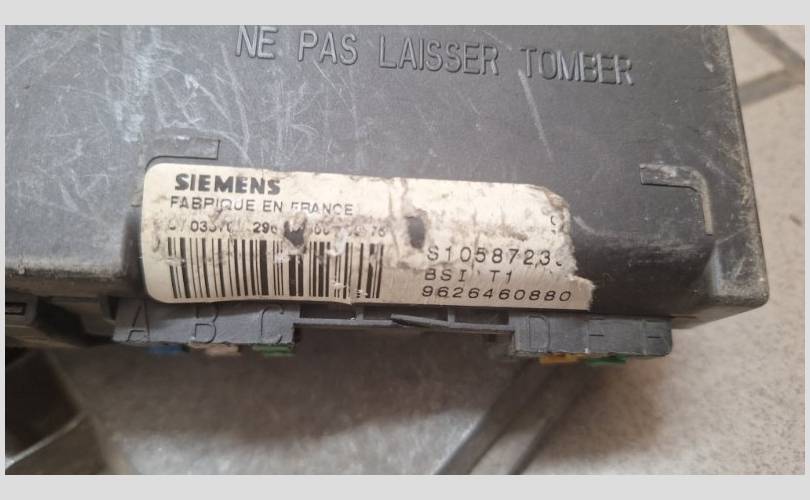 NE PAS LAISSER TOMBER
SIEMENS
FABRIQUE EN FRANCE
BSI T1
9626460880
A B C D E F